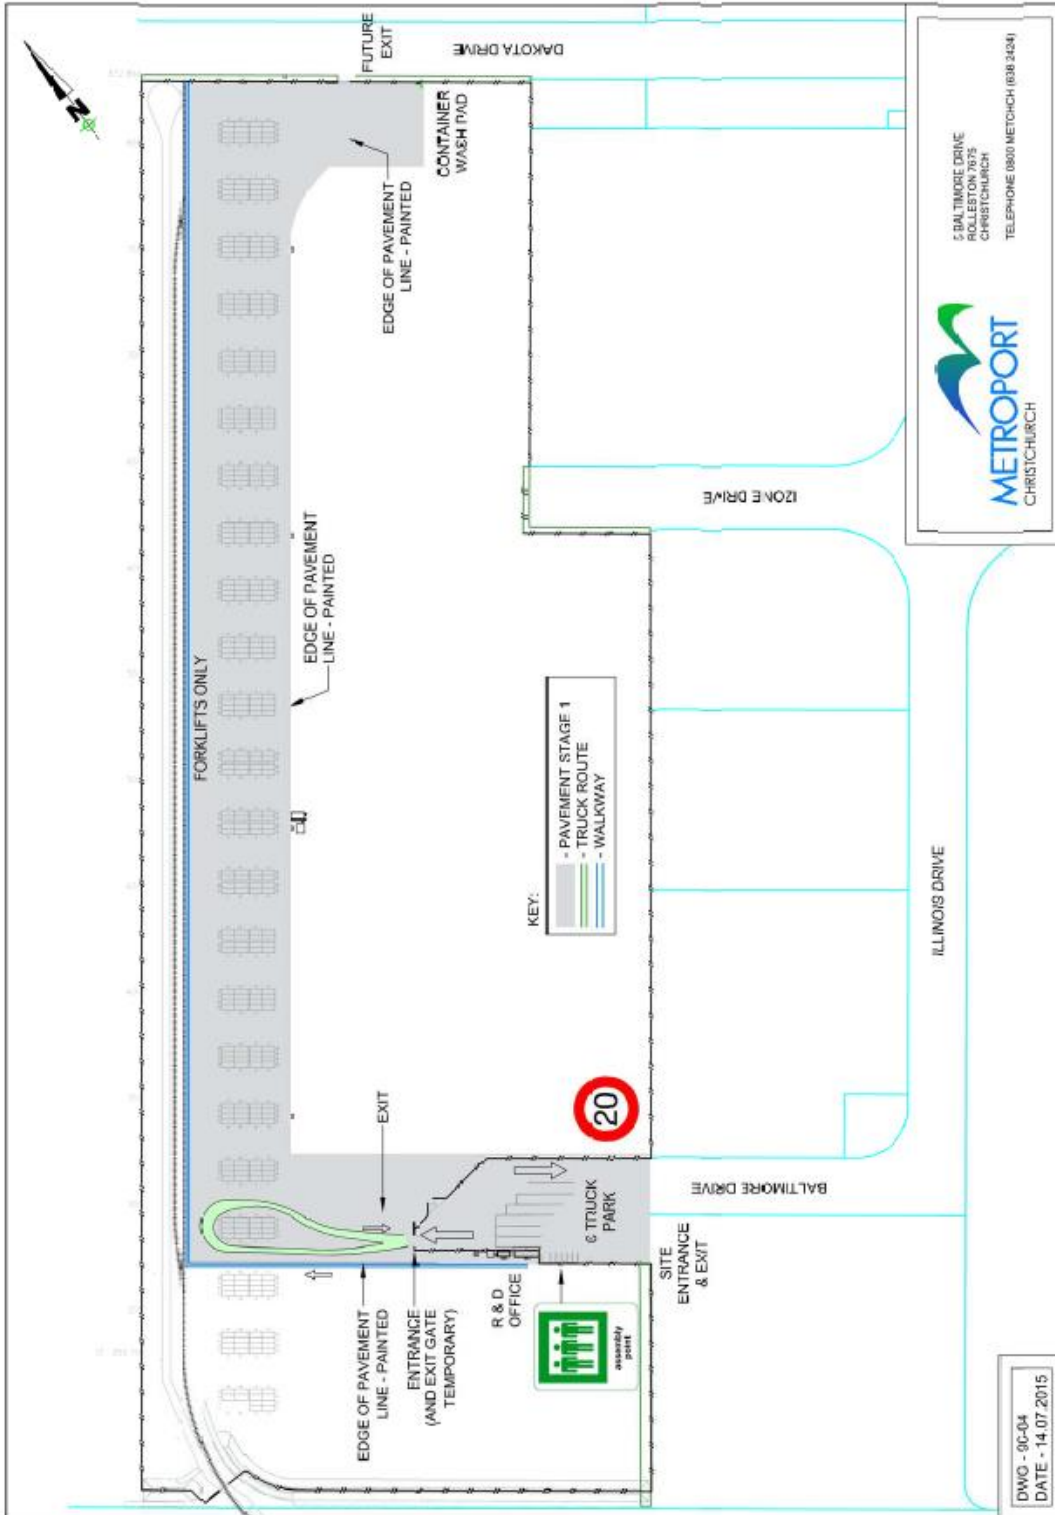 DAKOTA DRIVE
FUTURE
EXIT
N
CONTAINER
WASH PAD
EDGE OF PAVEMENT
LINE - PAINTED
5 BALTIMORE DRIVE
ROLLESTON 7675
CHRISTCHURCH
TELEPHONE 0800 METCHCH (638 2424)
METROPORT
CHRISTCHURCH
IZONE DRIVE
EDGE OF PAVEMENT
LINE - PAINTED
FORKLIFTS ONLY
KEY:
- PAVEMENT STAGE 1
- TRUCK ROUTE
- WALKWAY
ILLINOIS DRIVE
20
EXIT
6 TRUCK
PARK
BALTIMORE DRIVE
SITE
ENTRANCE
& EXIT
R & D
OFFICE
ENTRANCE
(AND EXIT GATE
TEMPORARY)
EDGE OF PAVEMENT
LINE - PAINTED
assembly
point
DWG - 9C-04
DATE - 14.07.2015